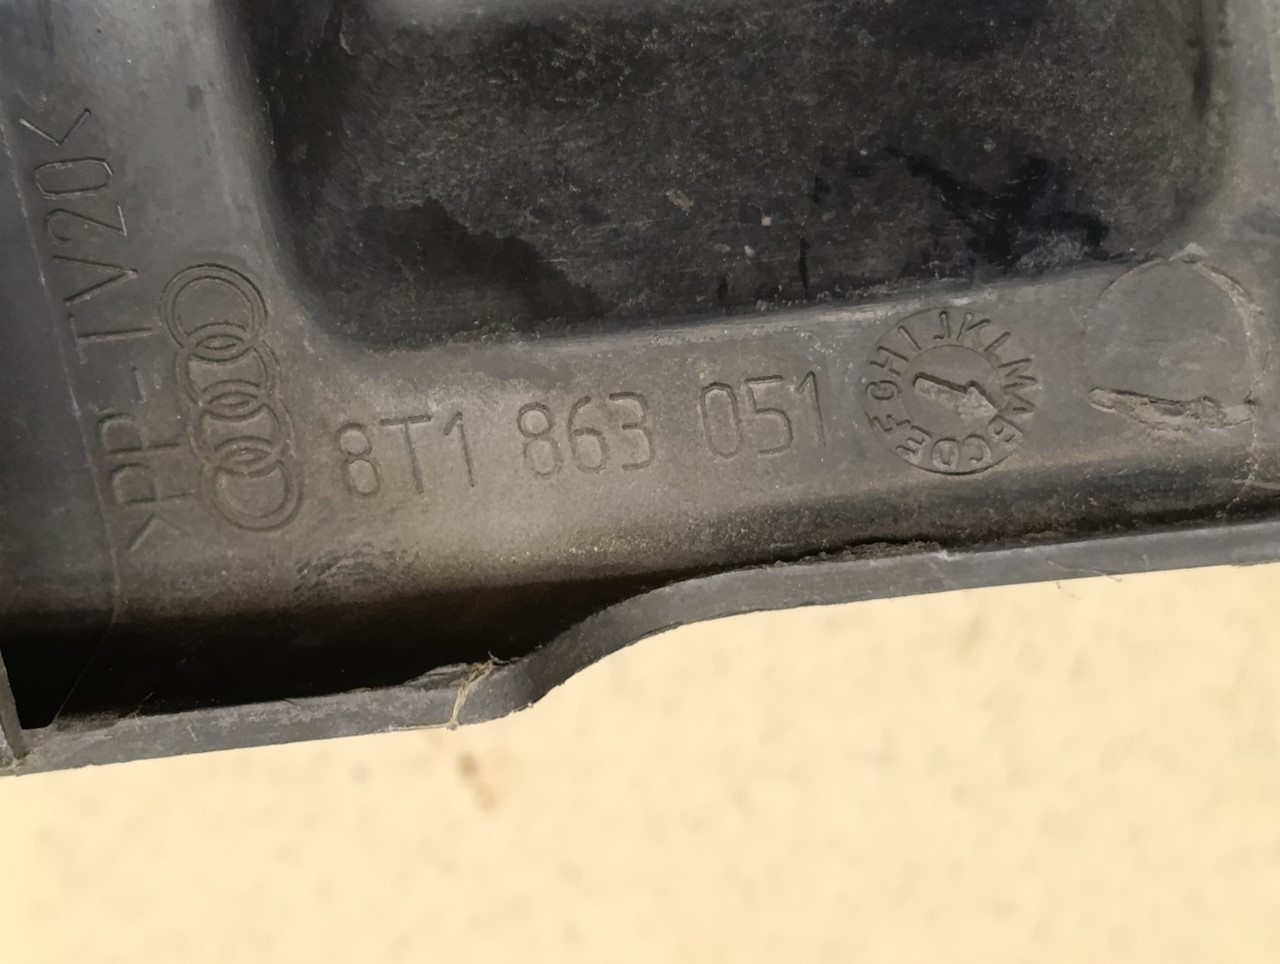 >PP-TV20<
8T1 863 051
ABCDEFGHIJKLM